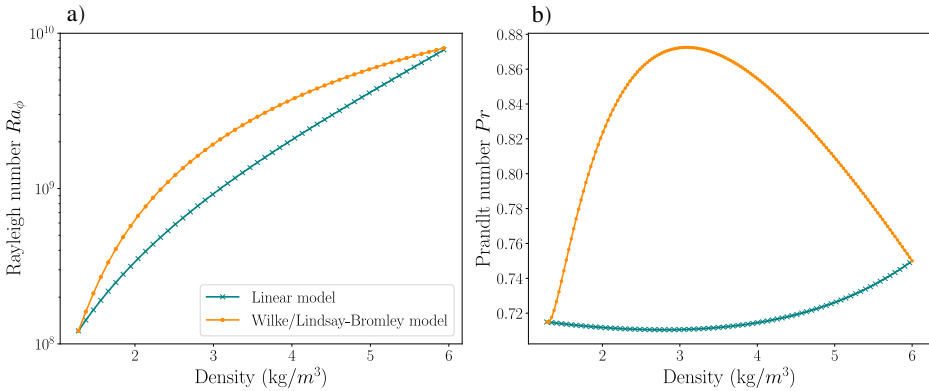 a)
Rayleigh number Ra_ϕ
10^10
10^9
10^8
2
3
4
5
6
Density (kg/m^3)
Linear model
Wilke/Lindsay-Bromley model
b)
Prandlt number Pr
0.88
0.86
0.84
0.82
0.80
0.78
0.76
0.74
0.72
2
3
4
5
6
Density (kg/m^3)